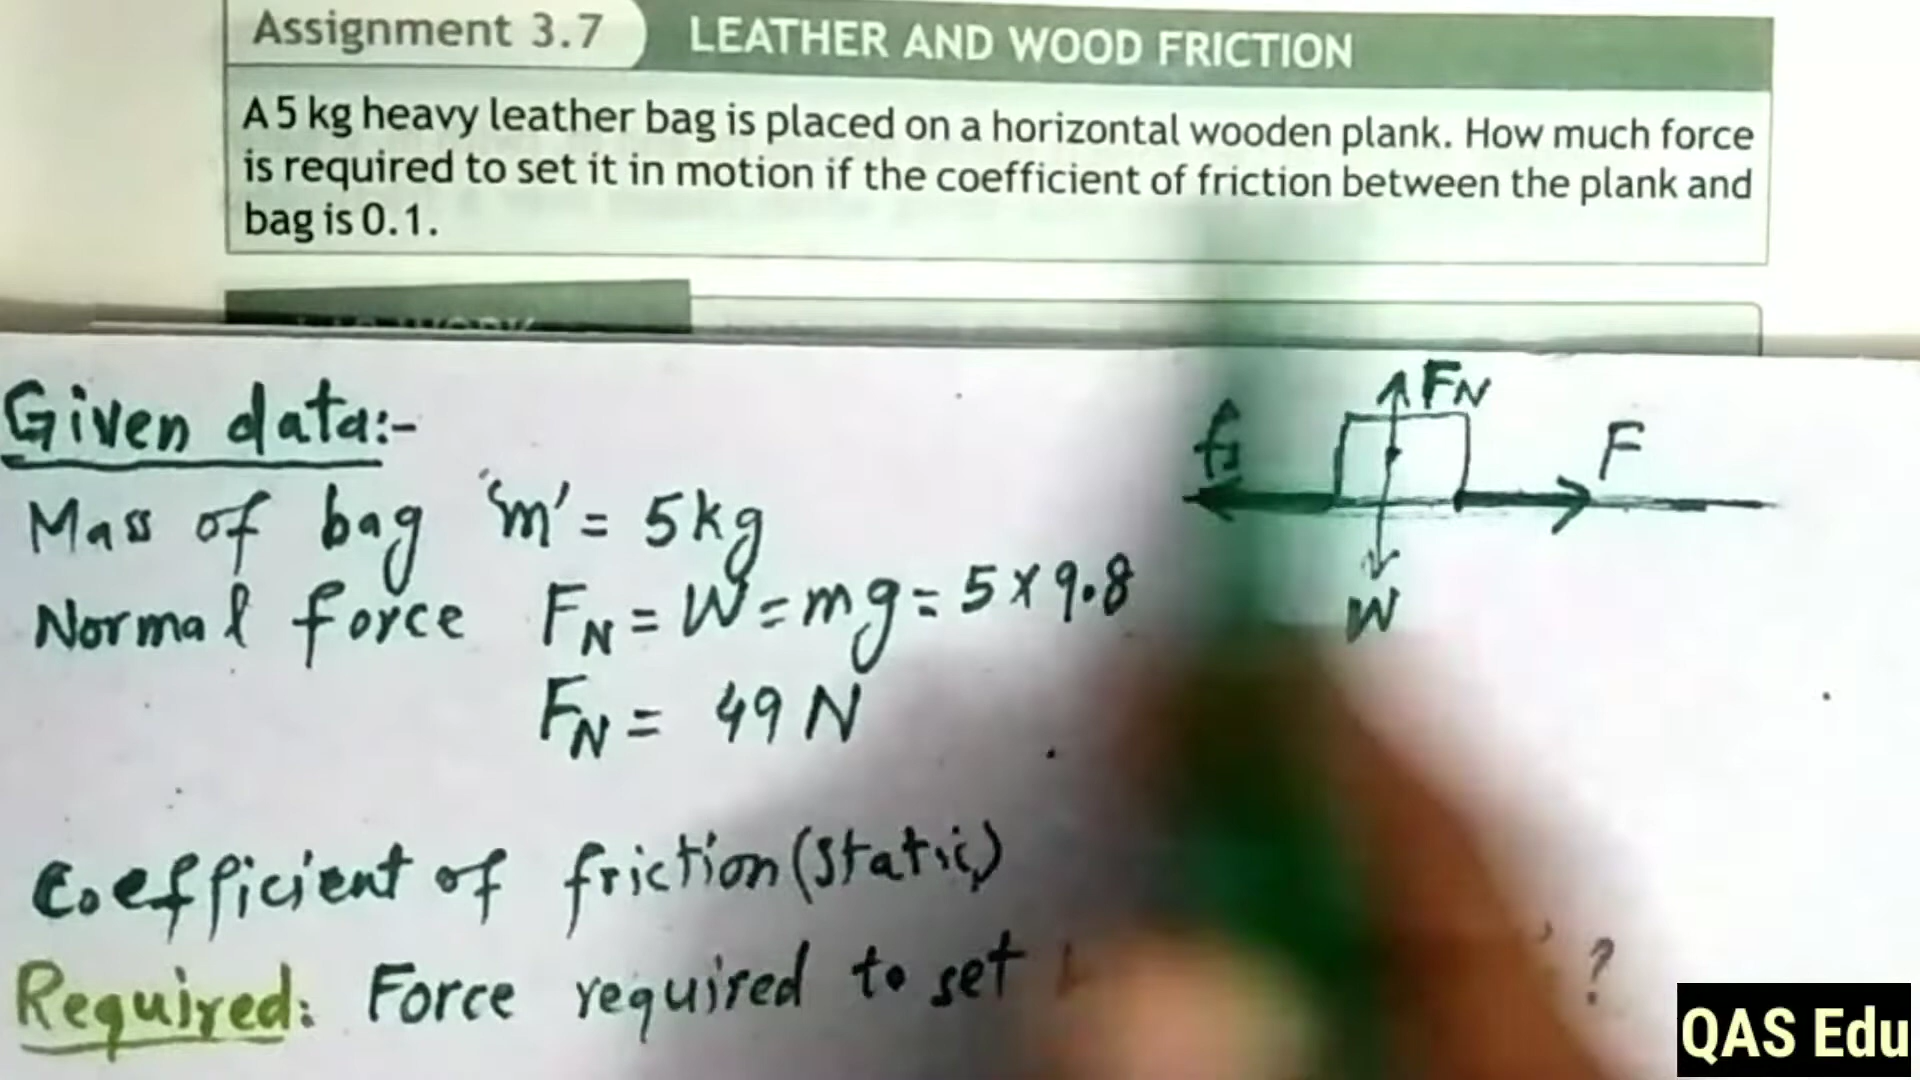 Assignment 3.7
LEATHER AND WOOD FRICTION
A 5 kg heavy leather bag is placed on a horizontal wooden plank. How much force
is required to set it in motion if the coefficient of friction between the plank and
bag is 0.1.
Given data:-
Mass of bag 'm' = 5kg
Normal force FN = W = mg = 5 × 9.8
FN = 49 N
Coefficient of friction (static)
Required: Force required to set ?
FN
F
W
QAS Edu